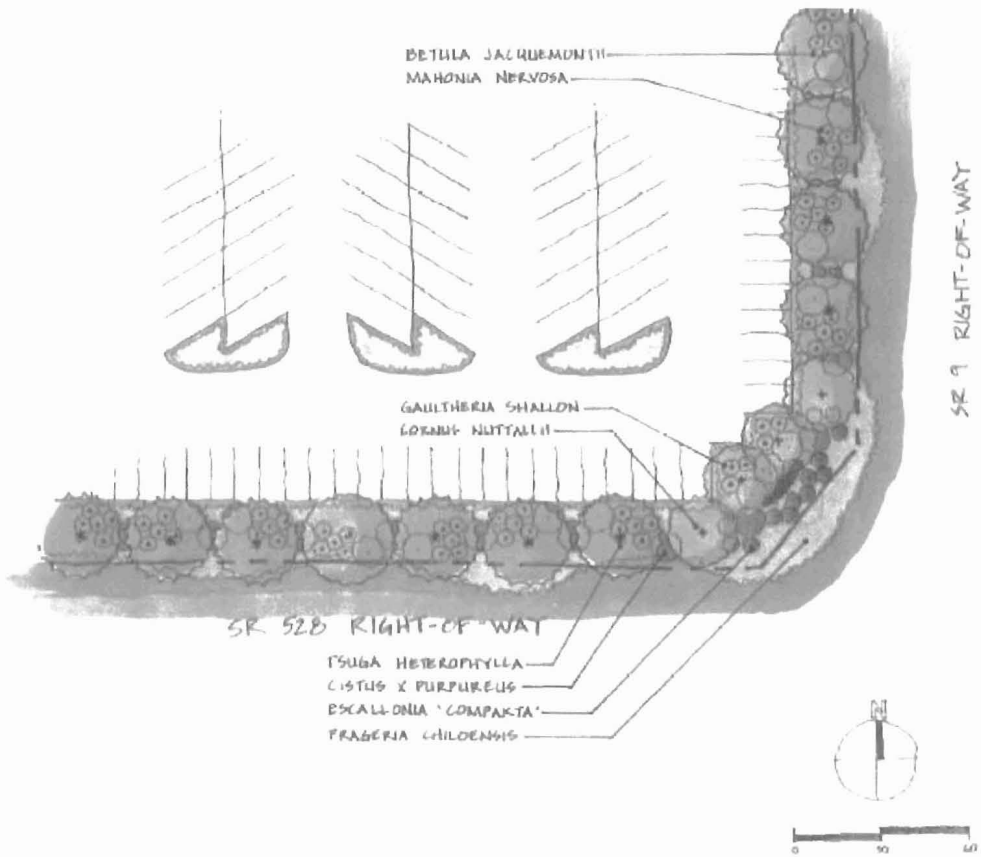 BETULA JACQUEMONTII
MAHONIA NERVOSA
SR 9 RIGHT-OF-WAY
GAULTHERIA SHALLON
CORNUS NUTTALLII
SR 528 RIGHT-OF-WAY
TSUGA HETEROPHYLLA
CISTUS X PURPUREUS
ESCALLONIA 'COMPAKTA'
FRAGERIA CHILOENSIS
N
0
60